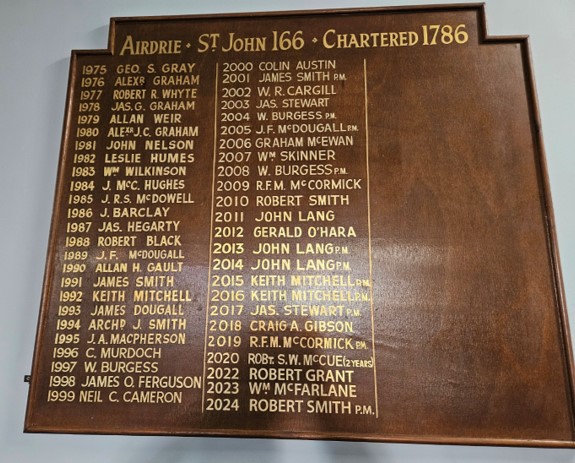 AIRDRIE · ST JOHN 166 · CHARTERED 1786
1975 GEO. S. GRAY
1976 ALEXR GRAHAM
1977 ROBERT R. WHYTE
1978 JAS. G. GRAHAM
1979 ALLAN WEIR
1980 ALEXR J.C. GRAHAM
1981 JOHN NELSON
1982 LESLIE HUMES
1983 WM WILKINSON
1984 J. McC. HUGHES
1985 J.R.S. McDOWELL
1986 J. BARCLAY
1987 JAS. HEGARTY
1988 ROBERT BLACK
1989 J.F. McDOUGALL
1990 ALLAN H. GAULT
1991 JAMES SMITH
1992 KEITH MITCHELL
1993 JAMES DOUGALL
1994 ARCHD J. SMITH
1995 J.A. MACPHERSON
1996 C. MURDOCH
1997 W. BURGESS
1998 JAMES O. FERGUSON
1999 NEIL C. CAMERON
2000 COLIN AUSTIN
2001 JAMES SMITH P.M.
2002 W. R. CARGILL
2003 JAS. STEWART
2004 W. BURGESS P.M.
2005 J.F. McDOUGALL P.M.
2006 GRAHAM McEWAN
2007 WM SKINNER
2008 W. BURGESS P.M.
2009 R.F.M. McCORMICK
2010 ROBERT SMITH
2011 JOHN LANG
2012 GERALD O'HARA
2013 JOHN LANG P.M.
2014 JOHN LANG P.M.
2015 KEITH MITCHELL P.M.
2016 KEITH MITCHELL P.M.
2017 JAS. STEWART P.M.
2018 CRAIG A. GIBSON
2019 R.F.M. McCORMICK P.M.
2020 ROBT. S.W. McCUE (2 YEARS)
2022 ROBERT GRANT
2023 WM McFARLANE
2024 ROBERT SMITH P.M.